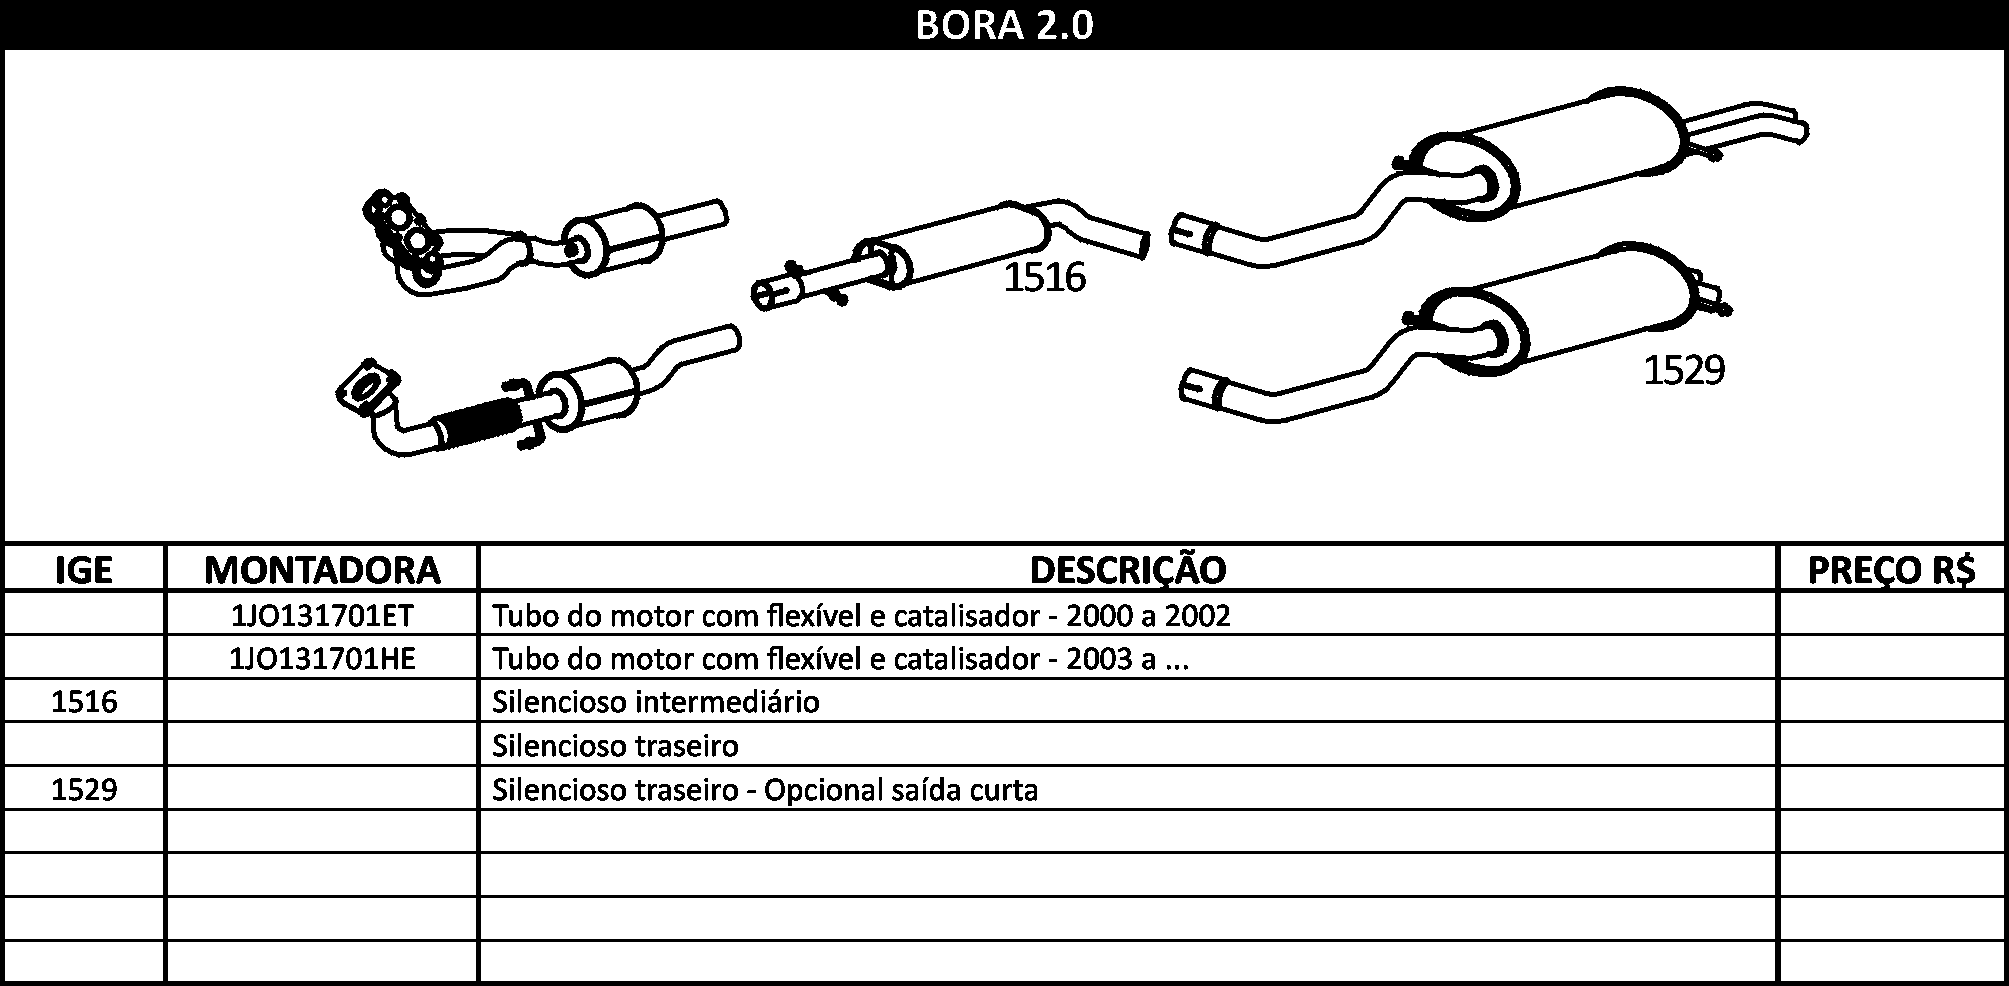 BORA 2.0
1516
1529
IGE MONTADORA DESCRIÇÃO PREÇO R$
1JO131701ET Tubo do motor com flexível e catalisador - 2000 a 2002
1JO131701HE Tubo do motor com flexível e catalisador - 2003 a ...
1516 Silencioso intermediário
Silencioso traseiro
1529 Silencioso traseiro - Opcional saída curta